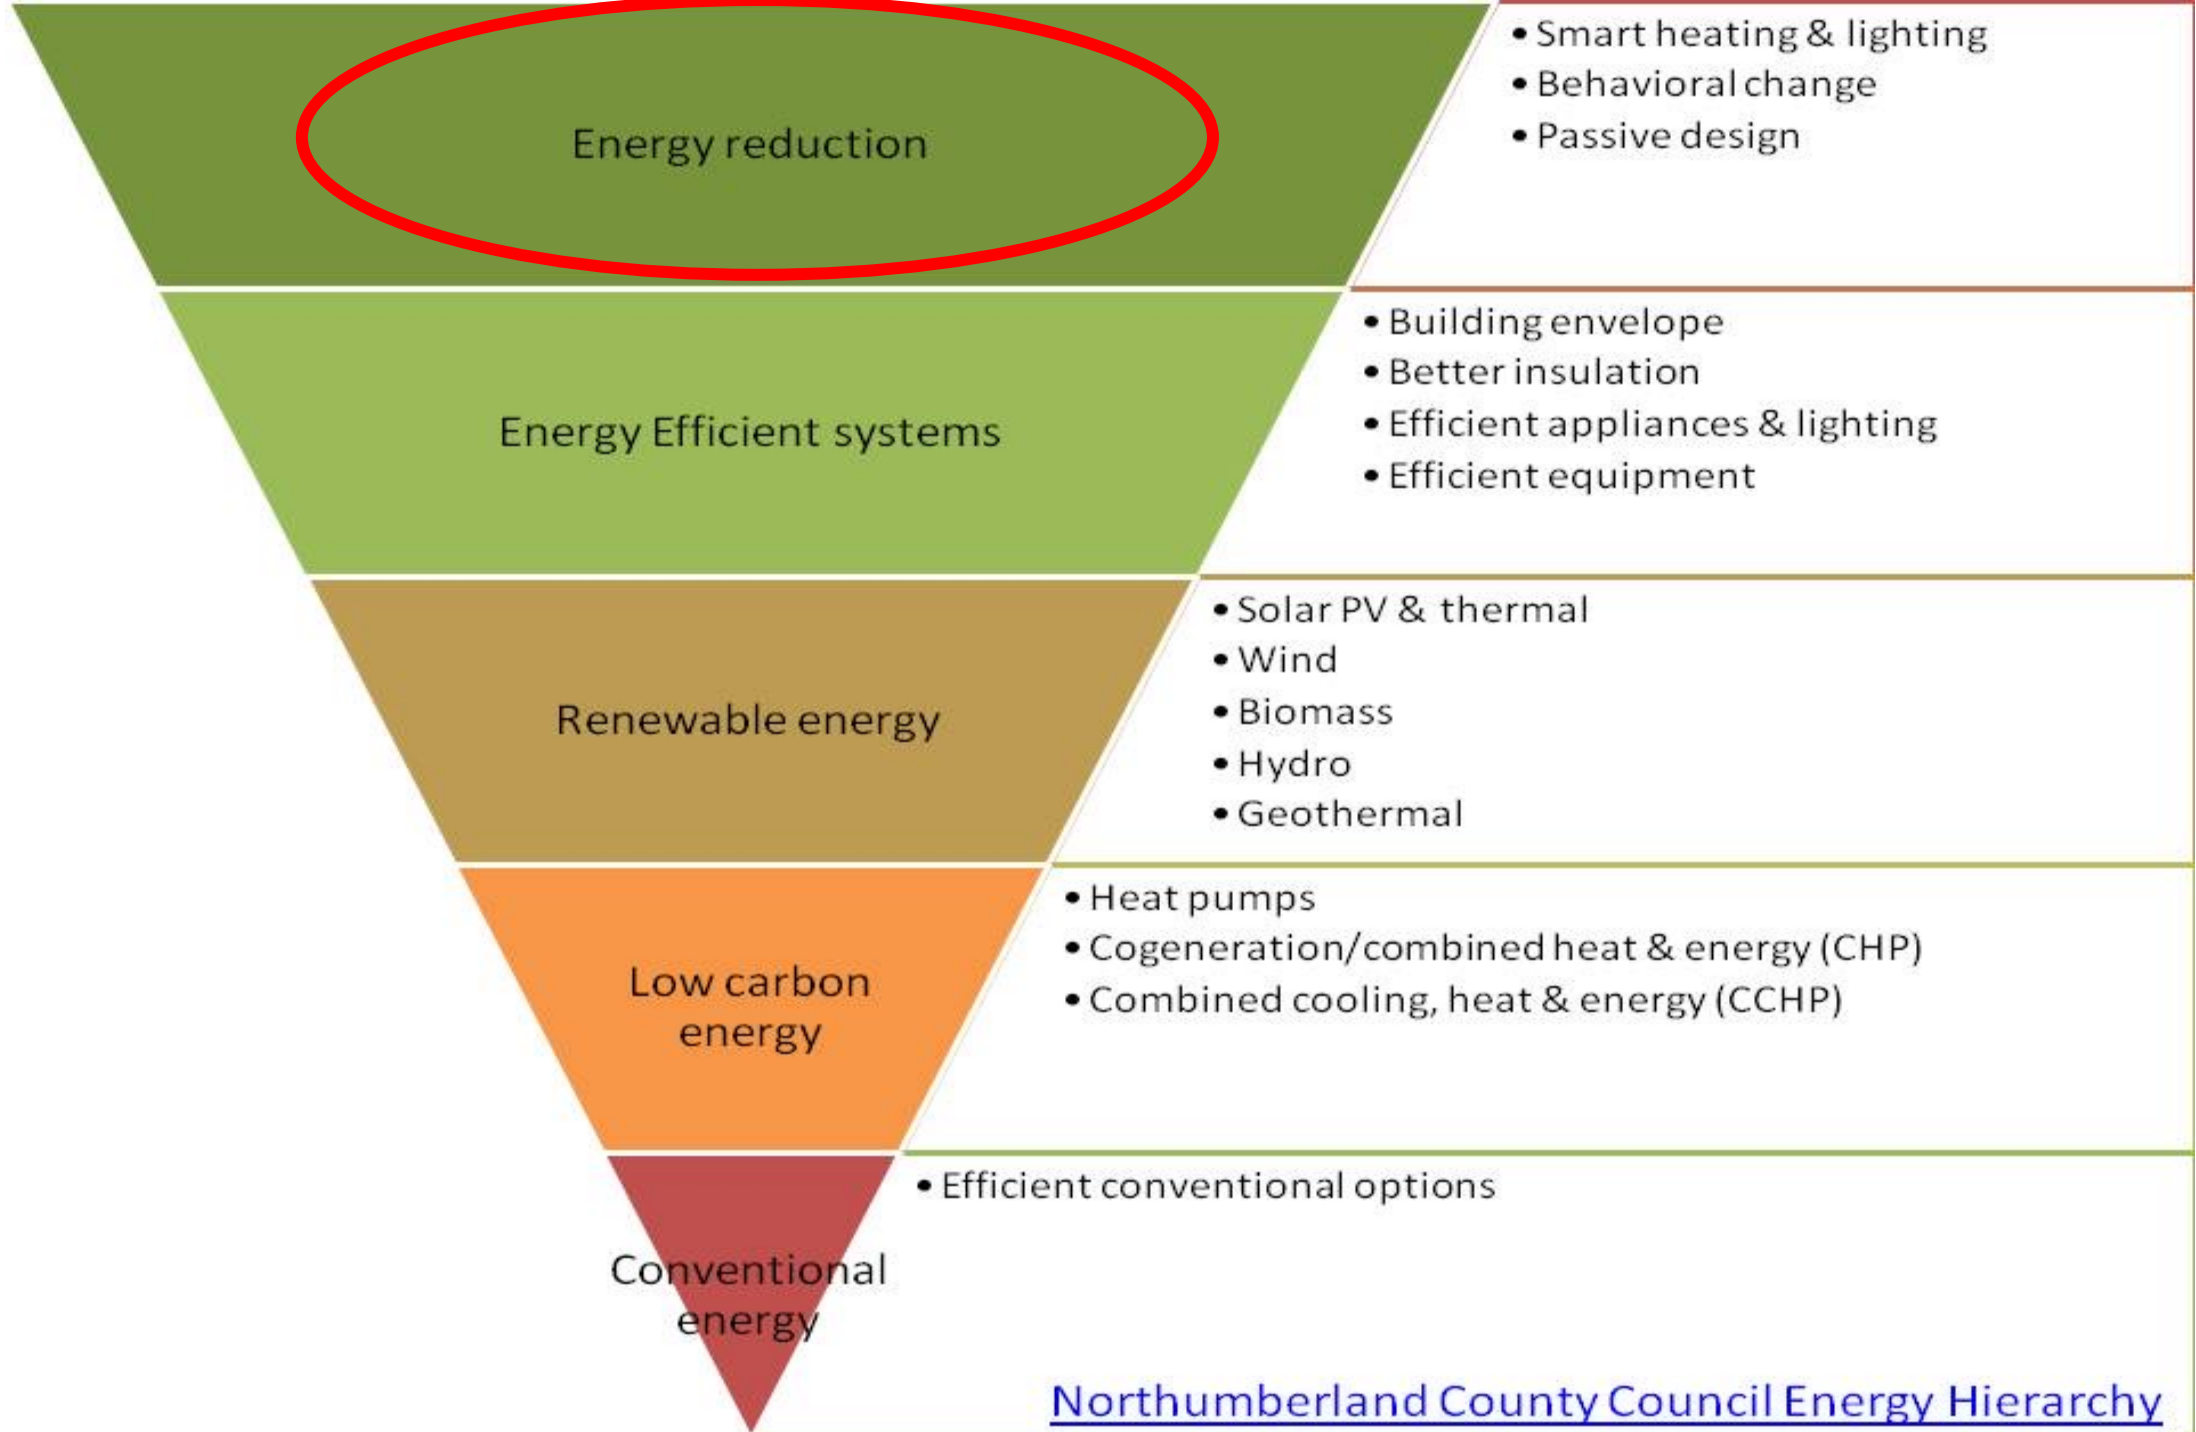 Energy reduction
• Smart heating & lighting
• Behavioral change
• Passive design
Energy Efficient systems
• Building envelope
• Better insulation
• Efficient appliances & lighting
• Efficient equipment
Renewable energy
• Solar PV & thermal
• Wind
• Biomass
• Hydro
• Geothermal
Low carbon
energy
• Heat pumps
• Cogeneration/combined heat & energy (CHP)
• Combined cooling, heat & energy (CCHP)
Conventional
energy
• Efficient conventional options
Northumberland County Council Energy Hierarchy